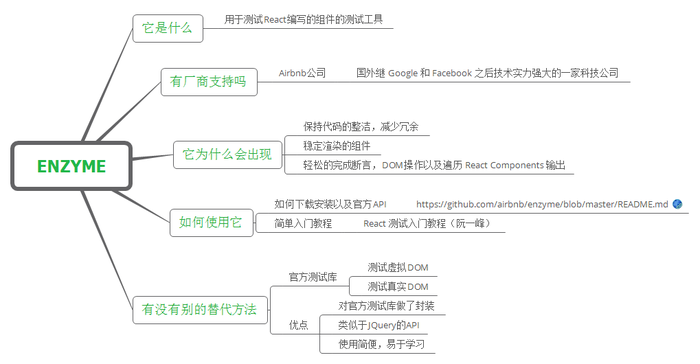 ENZYME
它是什么
用于测试React编写的组件的测试工具
有厂商支持吗
Airbnb公司
国外继 Google 和 Facebook 之后技术实力强大的一家科技公司
它为什么会出现
保持代码的整洁，减少冗余
稳定渲染的组件
轻松的完成断言，DOM操作以及遍历 React Components 输出
如何使用它
如何下载安装以及官方API
https://github.com/airbnb/enzyme/blob/master/README.md
简单入门教程
React 测试入门教程（阮一峰）
有没有别的替代方法
官方测试库
测试虚拟DOM
测试真实DOM
优点
对官方测试库做了封装
类似于JQuery的API
使用简便，易于学习